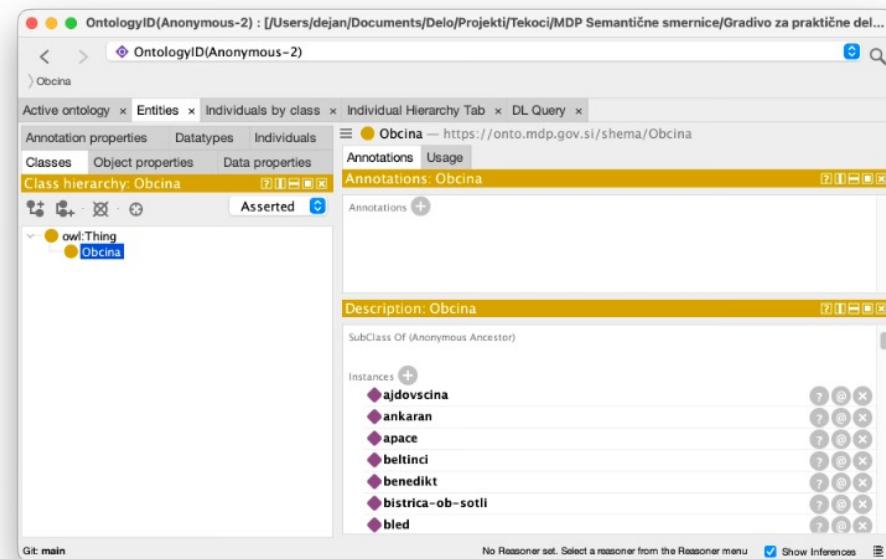 OntologyID(Anonymous-2) : [/Users/dejan/Documents/Delo/Projekti/Tekoci/MDP Semantične smernice/Gradivo za praktične del...
OntologyID(Anonymous-2)
Obcina
Active ontology × Entities × Individuals by class × Individual Hierarchy Tab × DL Query ×
Annotation properties Datatypes Individuals
Classes Object properties Data properties
Class hierarchy: Obcina
Asserted
owl:Thing
Obcina
Obcina — https://onto.mdp.gov.si/shema/Obcina
Annotations Usage
Annotations: Obcina
Annotations
Description: Obcina
SubClass Of (Anonymous Ancestor)
Instances
ajdovscina
ankaran
apace
beltinci
benedikt
bistrica-ob-sotli
bled
Git: main
No Reasoner set. Select a reasoner from the Reasoner menu
Show Inferences